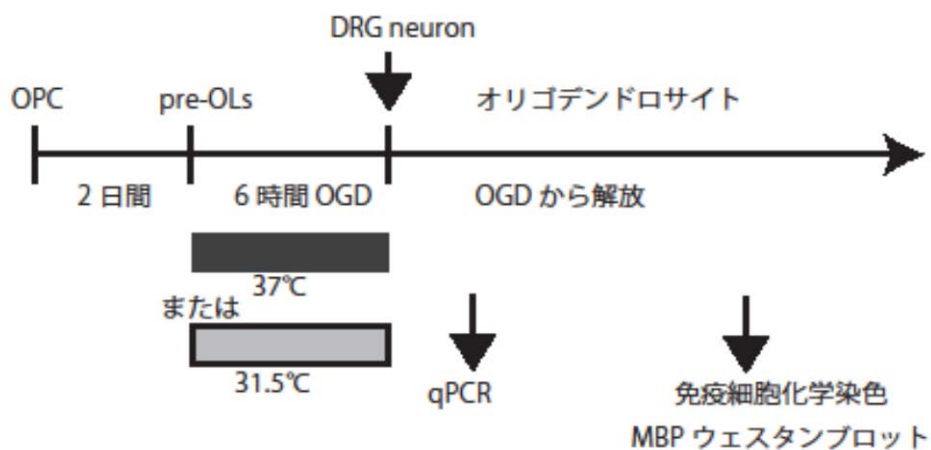 DRG neuron
OPC pre-OLs オリゴデンドロサイト
2 日間 6 時間 OGD OGD から解放
37℃
または
31.5℃
qPCR 免疫細胞化学染色
MBP ウェスタンブロット